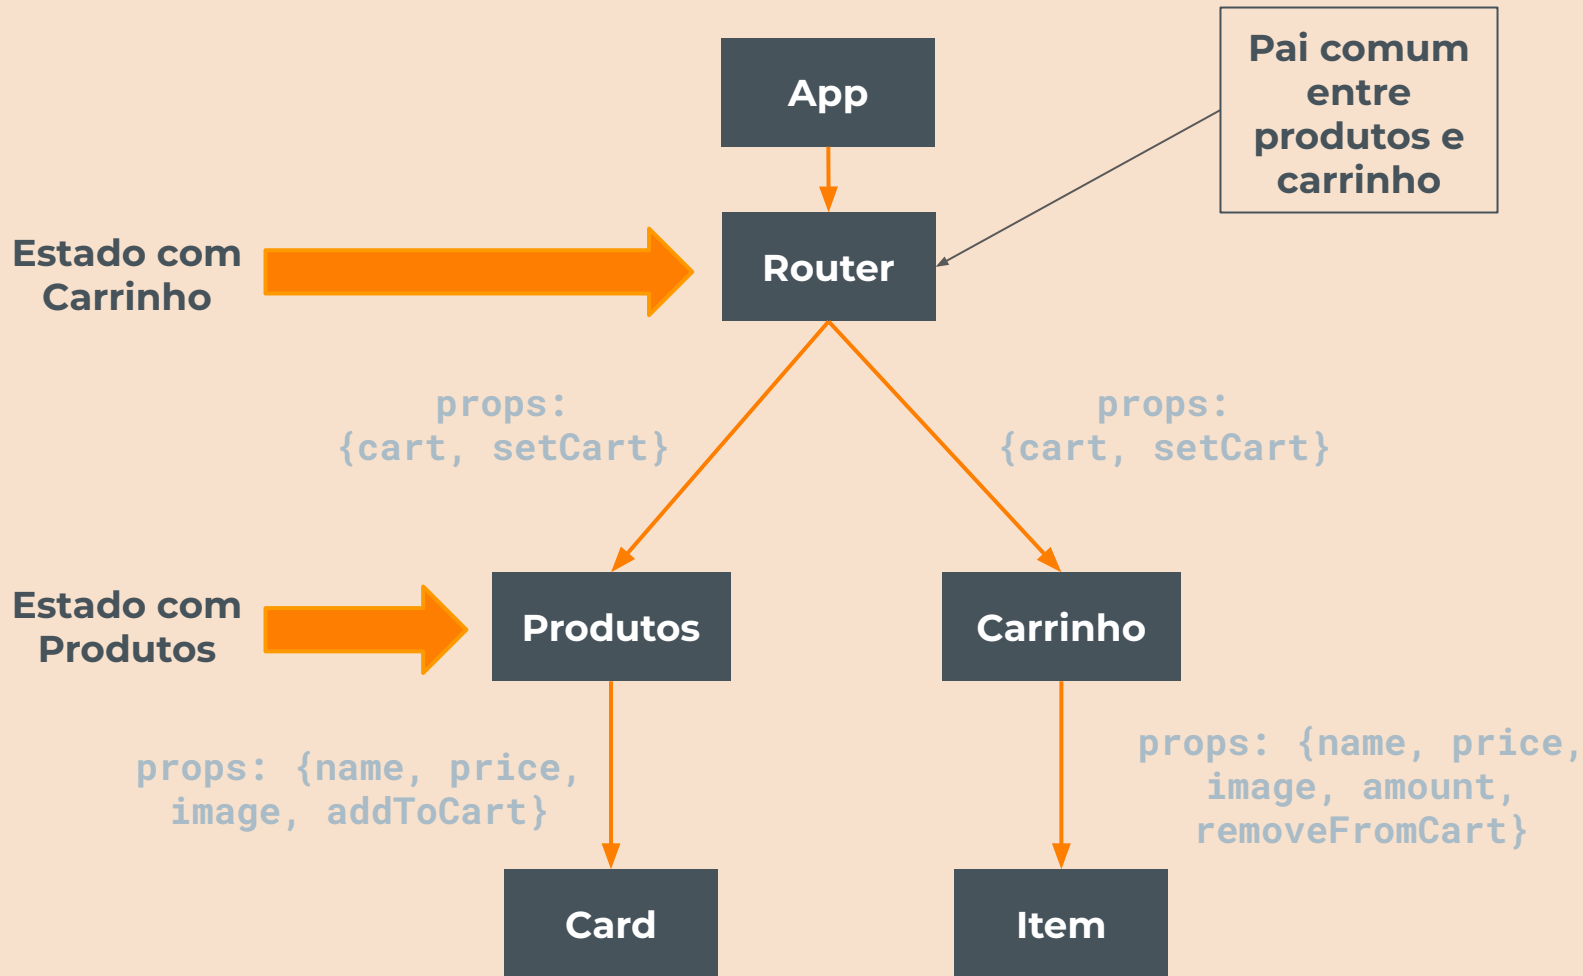 App
Pai comum
entre
produtos e
carrinho
Estado com
Carrinho
Router
props:
{cart, setCart}
props:
{cart, setCart}
Estado com
Produtos
Produtos
Carrinho
props: {name, price,
image, addToCart}
props: {name, price,
image, amount,
removeFromCart}
Card
Item